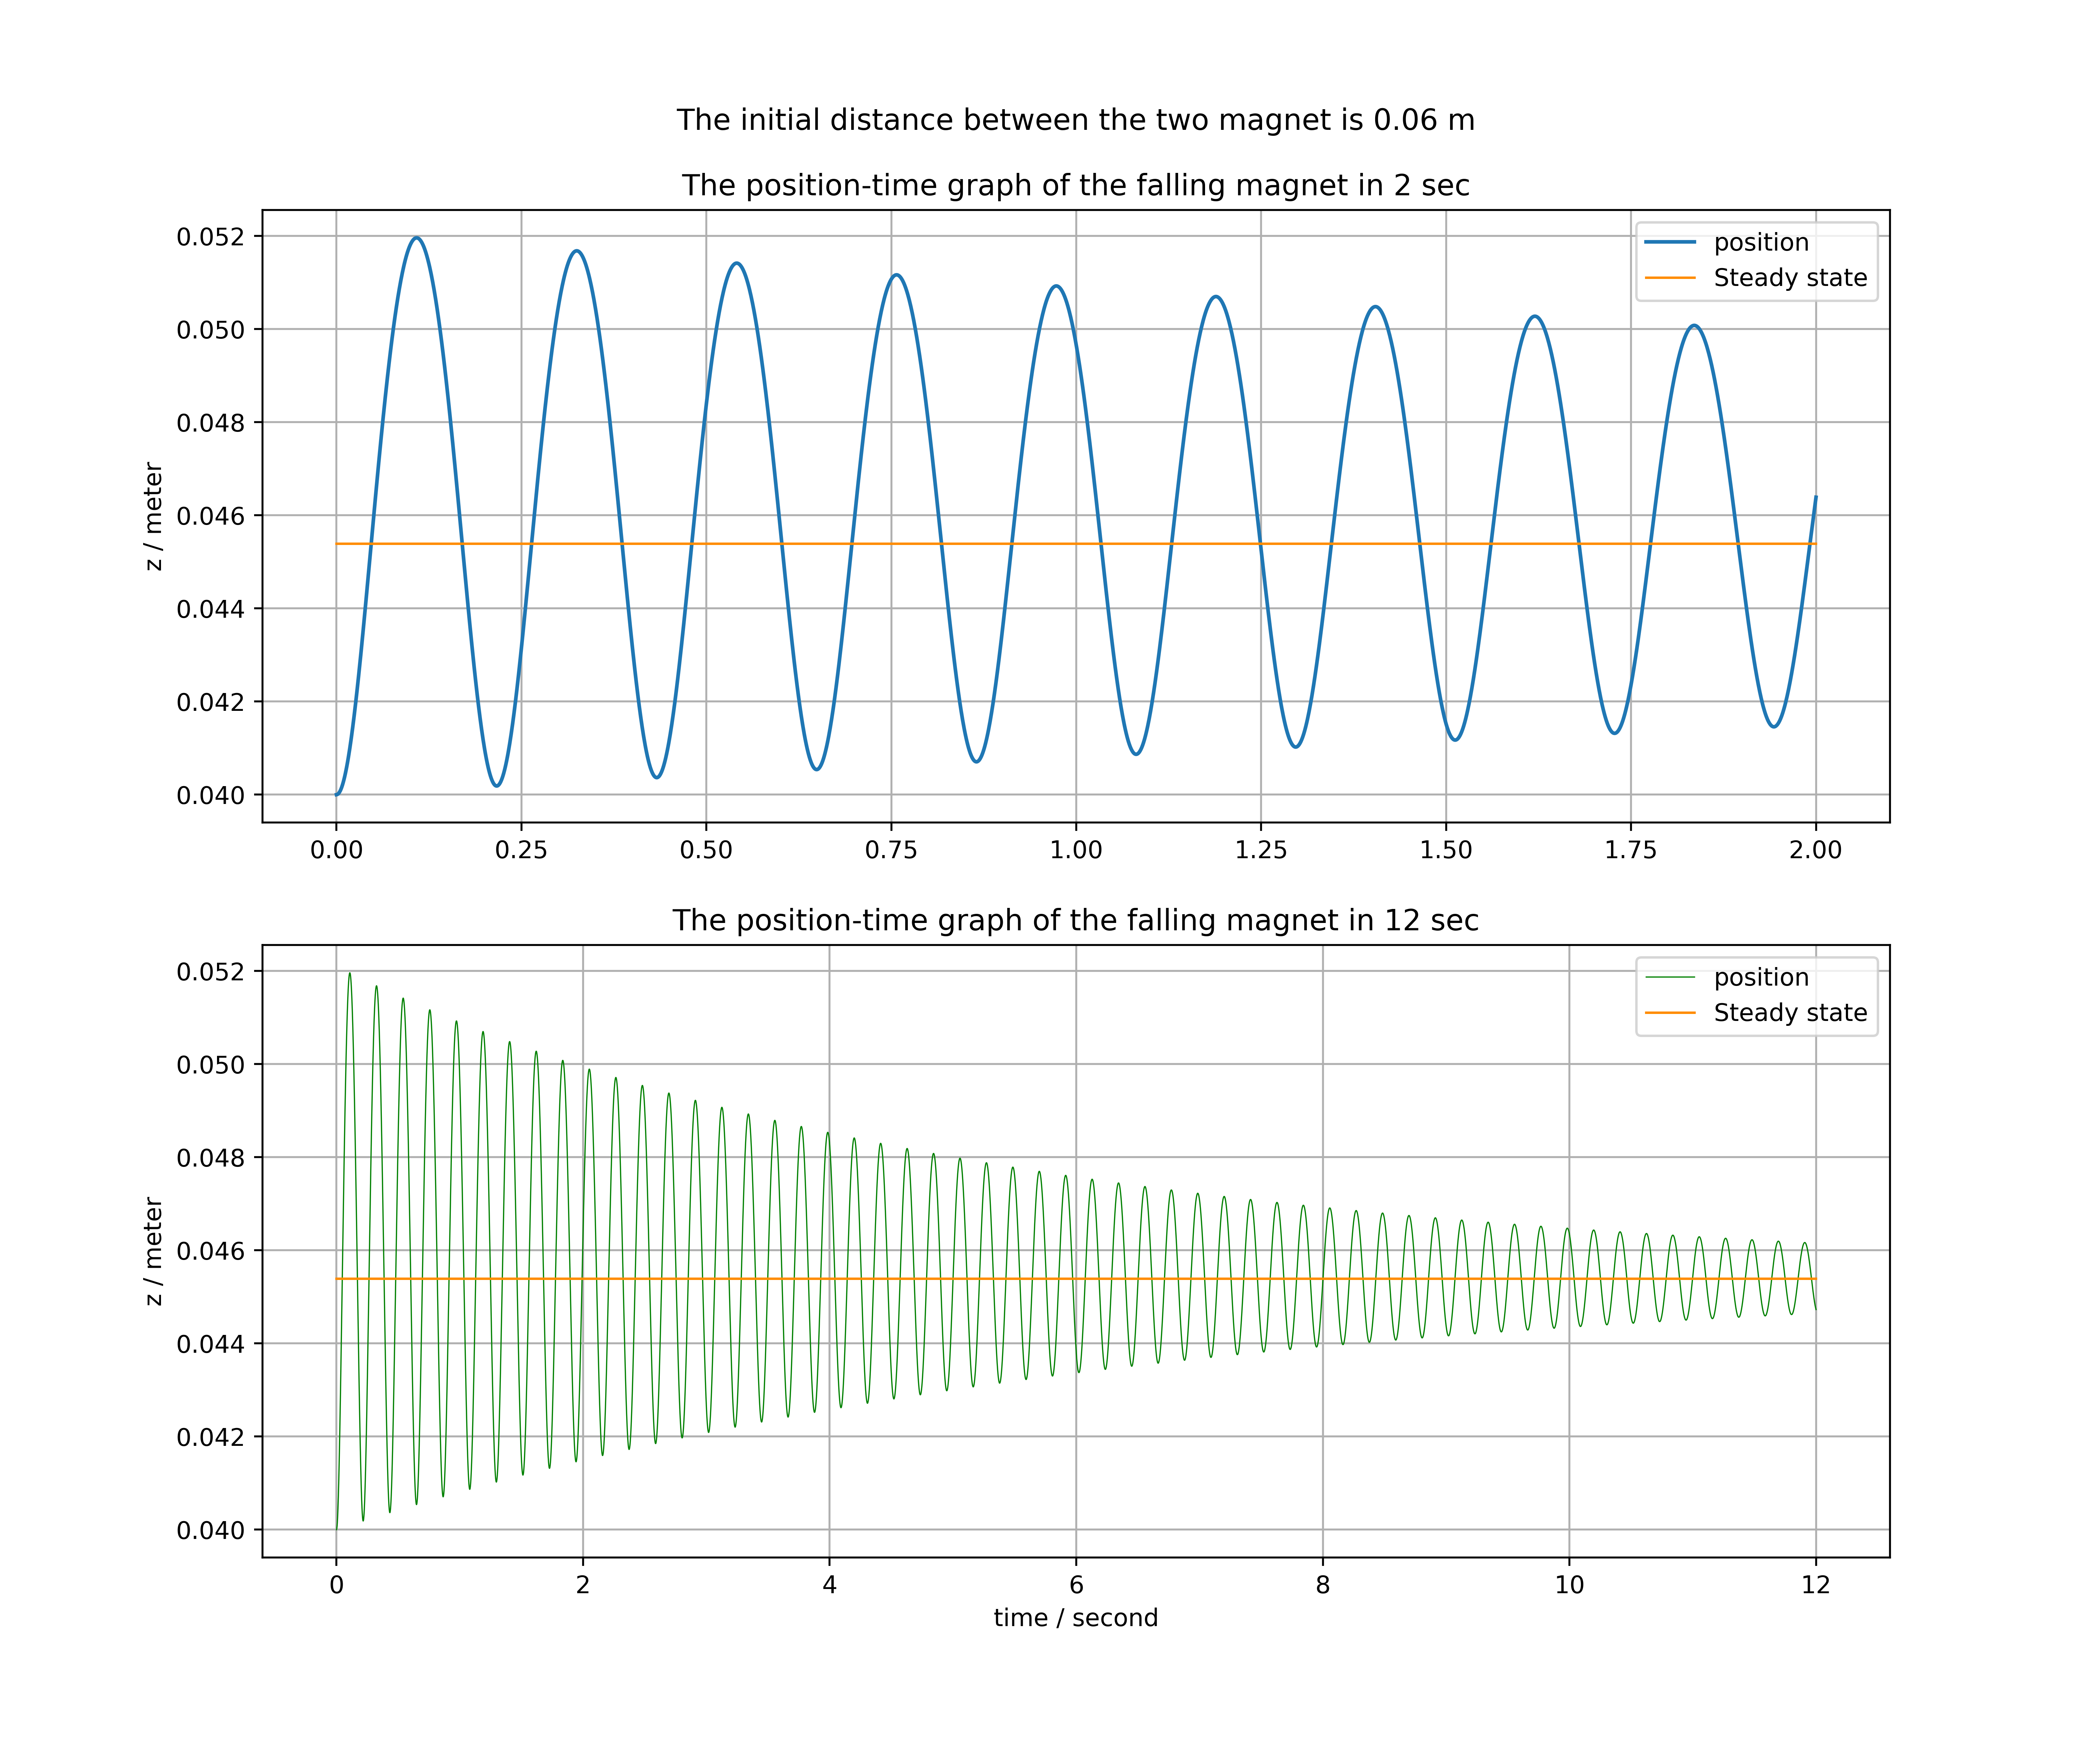 The initial distance between the two magnet is 0.06 m
The position-time graph of the falling magnet in 2 sec
0.052
0.050
0.048
0.046
0.044
0.042
0.040
z / meter
position
Steady state
0.00 0.25 0.50 0.75 1.00 1.25 1.50 1.75 2.00
The position-time graph of the falling magnet in 12 sec
0.052
0.050
0.048
0.046
0.044
0.042
0.040
z / meter
position
Steady state
0 2 4 6 8 10 12
time / second